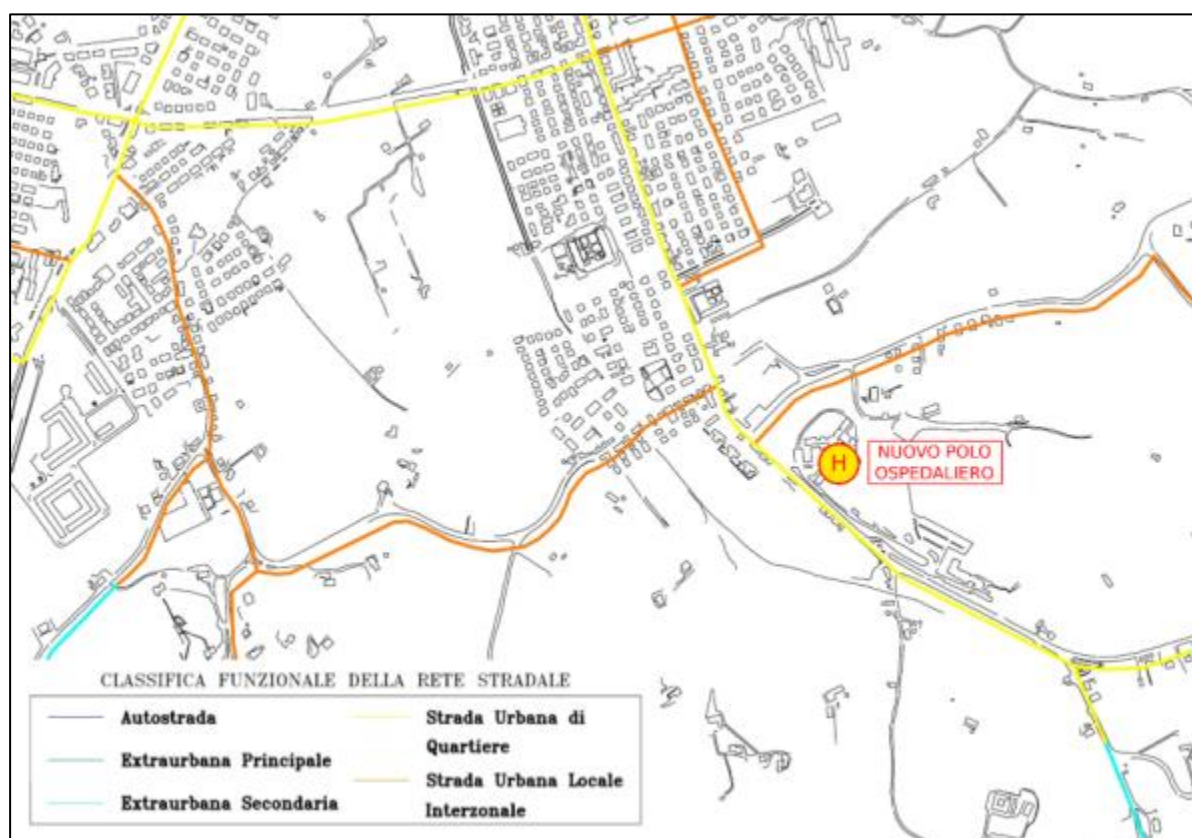 H
NUOVO POLO
OSPEDALIERO
CLASSIFICA FUNZIONALE DELLA RETE STRADALE
Autostrada
Extraurbana Principale
Extraurbana Secondaria
Strada Urbana di
Quartiere
Strada Urbana Locale
Interzonale